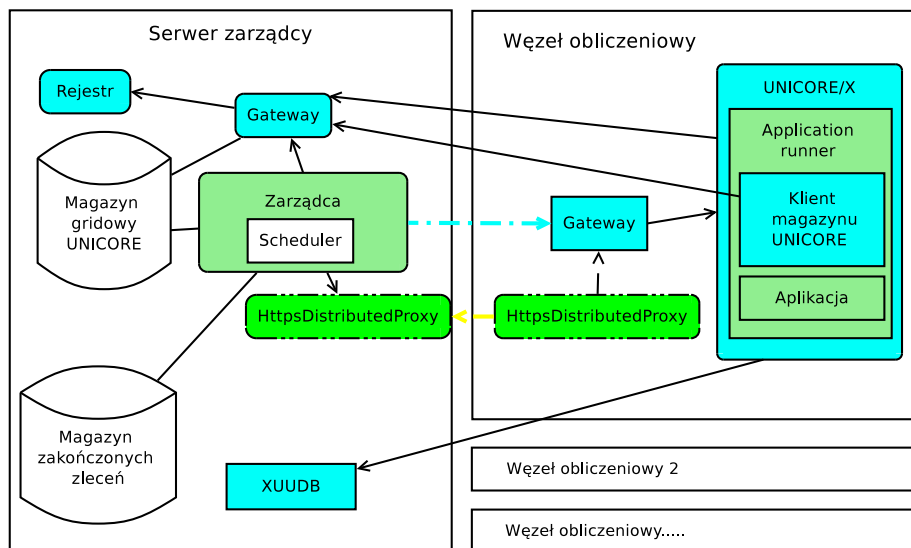 Serwer zarządcy
Rejestr
Gateway
Magazyn
gridowy
UNICORE
Zarządca
Scheduler
HttpsDistributedProxy
Magazyn
zakończonych
zleceń
XUUDB
Węzeł obliczeniowy
UNICORE/X
Application
runner
Klient
magazynu
UNICORE
Aplikacja
Gateway
HttpsDistributedProxy
Węzeł obliczeniowy 2
Węzeł obliczeniowy.....